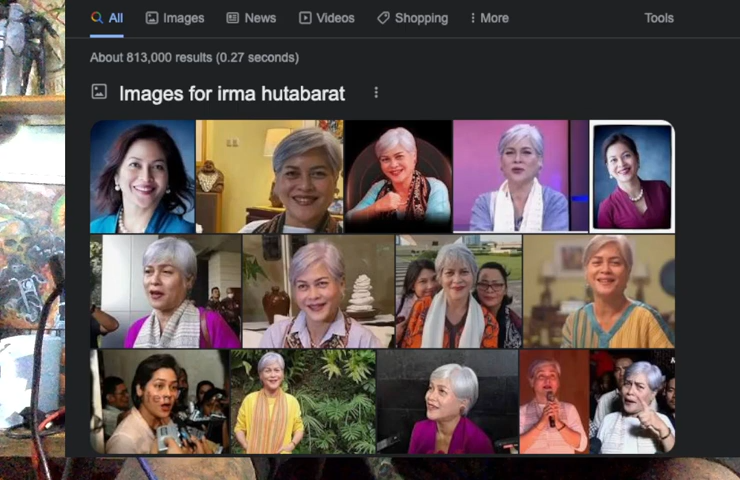 All Images News Videos Shopping More Tools
About 813,000 results (0.27 seconds)
Images for irma hutabarat